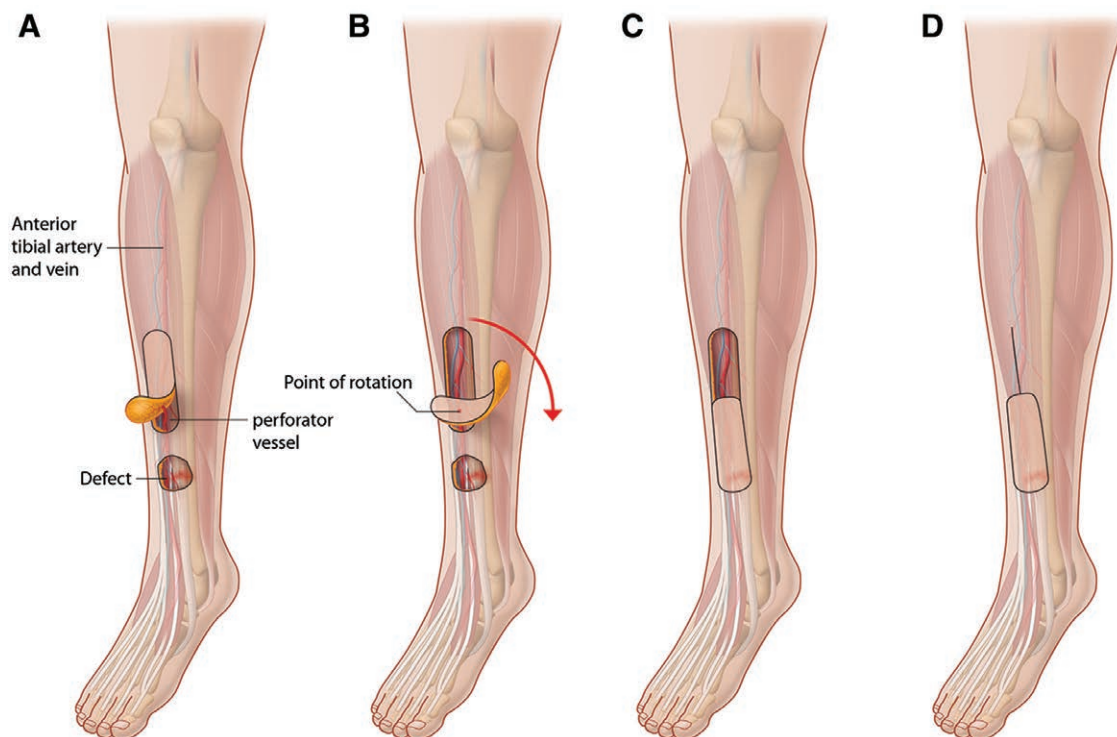 A
B
C
D
Anterior
tibial artery
and vein
Point of rotation
perforator
vessel
Defect